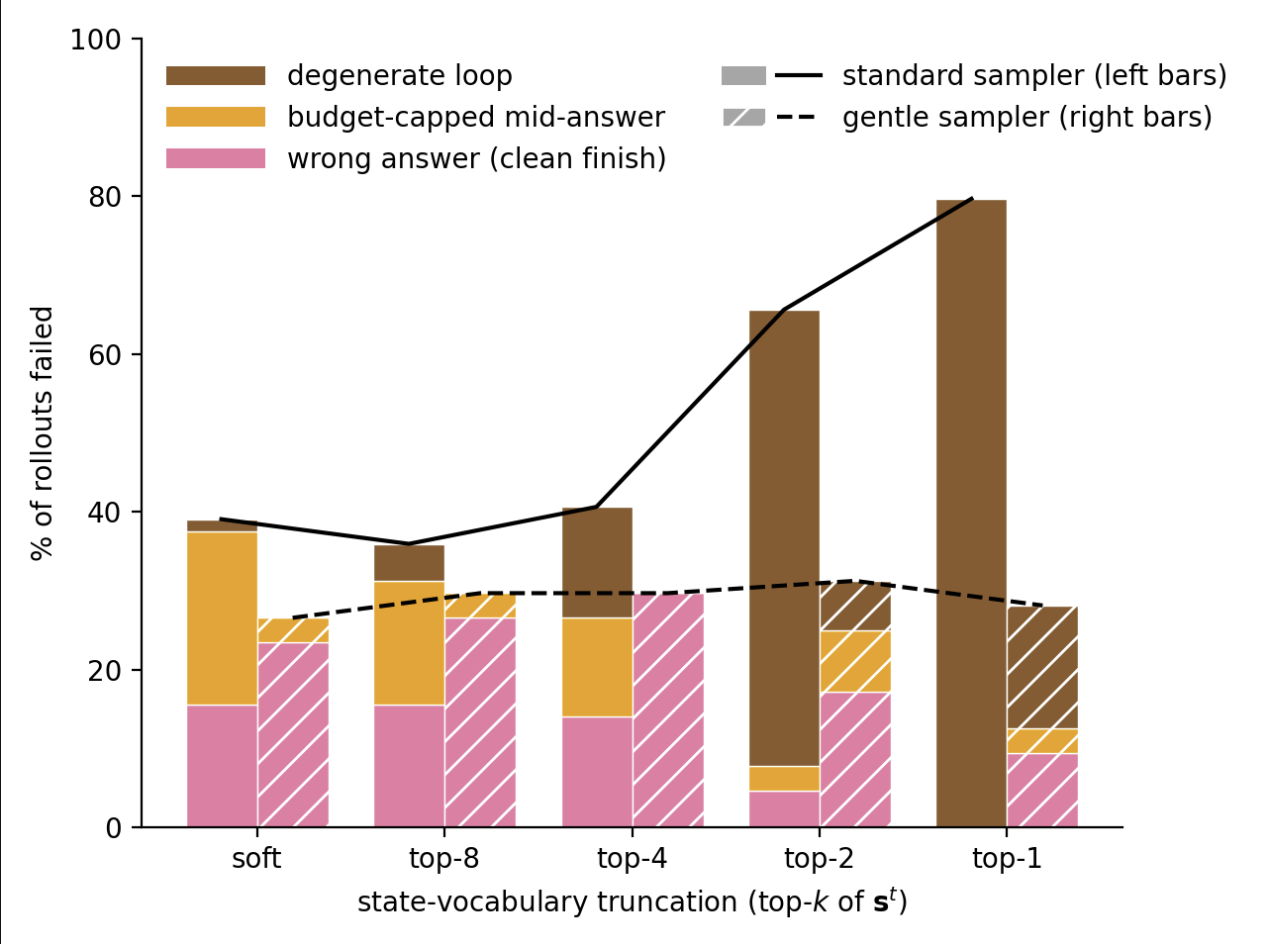 100
degenerate loop
budget-capped mid-answer
wrong answer (clean finish)
standard sampler (left bars)
gentle sampler (right bars)
80
60
40
20
0
% of rollouts failed
soft top-8 top-4 top-2 top-1
state-vocabulary truncation (top-k of sᵗ)